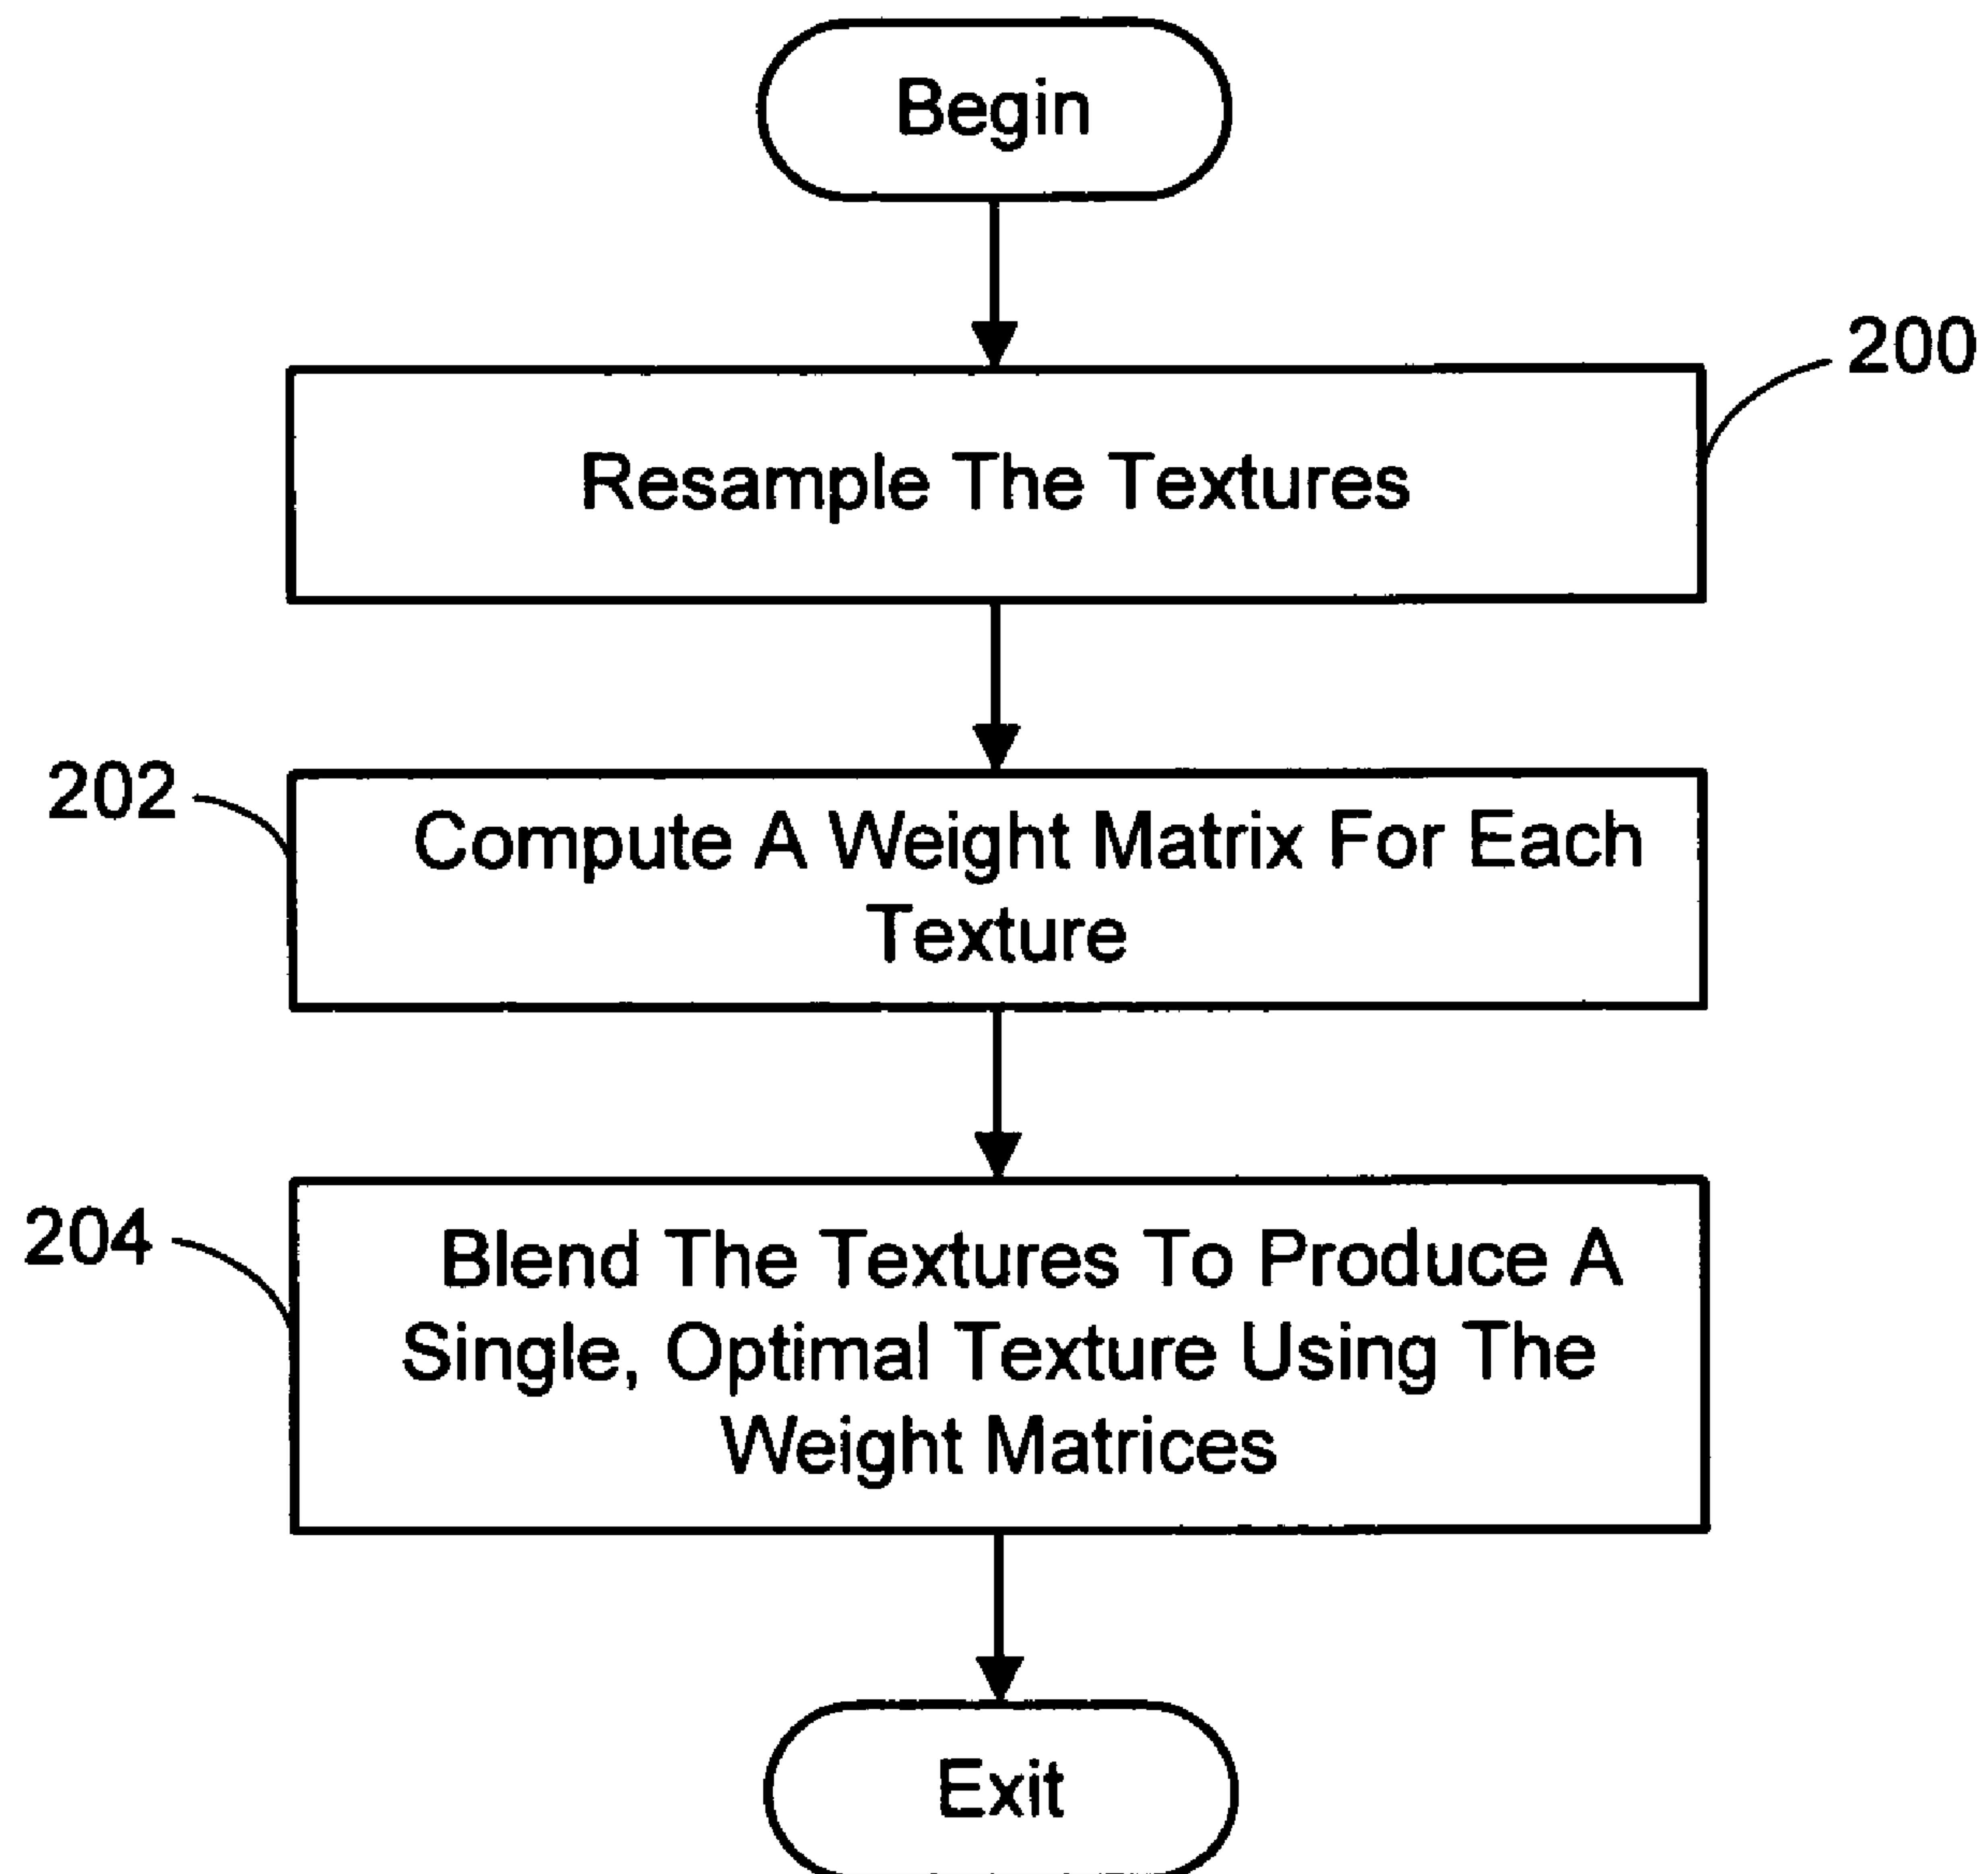 Begin
200
Resample The Textures
202
Compute A Weight Matrix For Each
Texture
204
Blend The Textures To Produce A
Single, Optimal Texture Using The
Weight Matrices
Exit